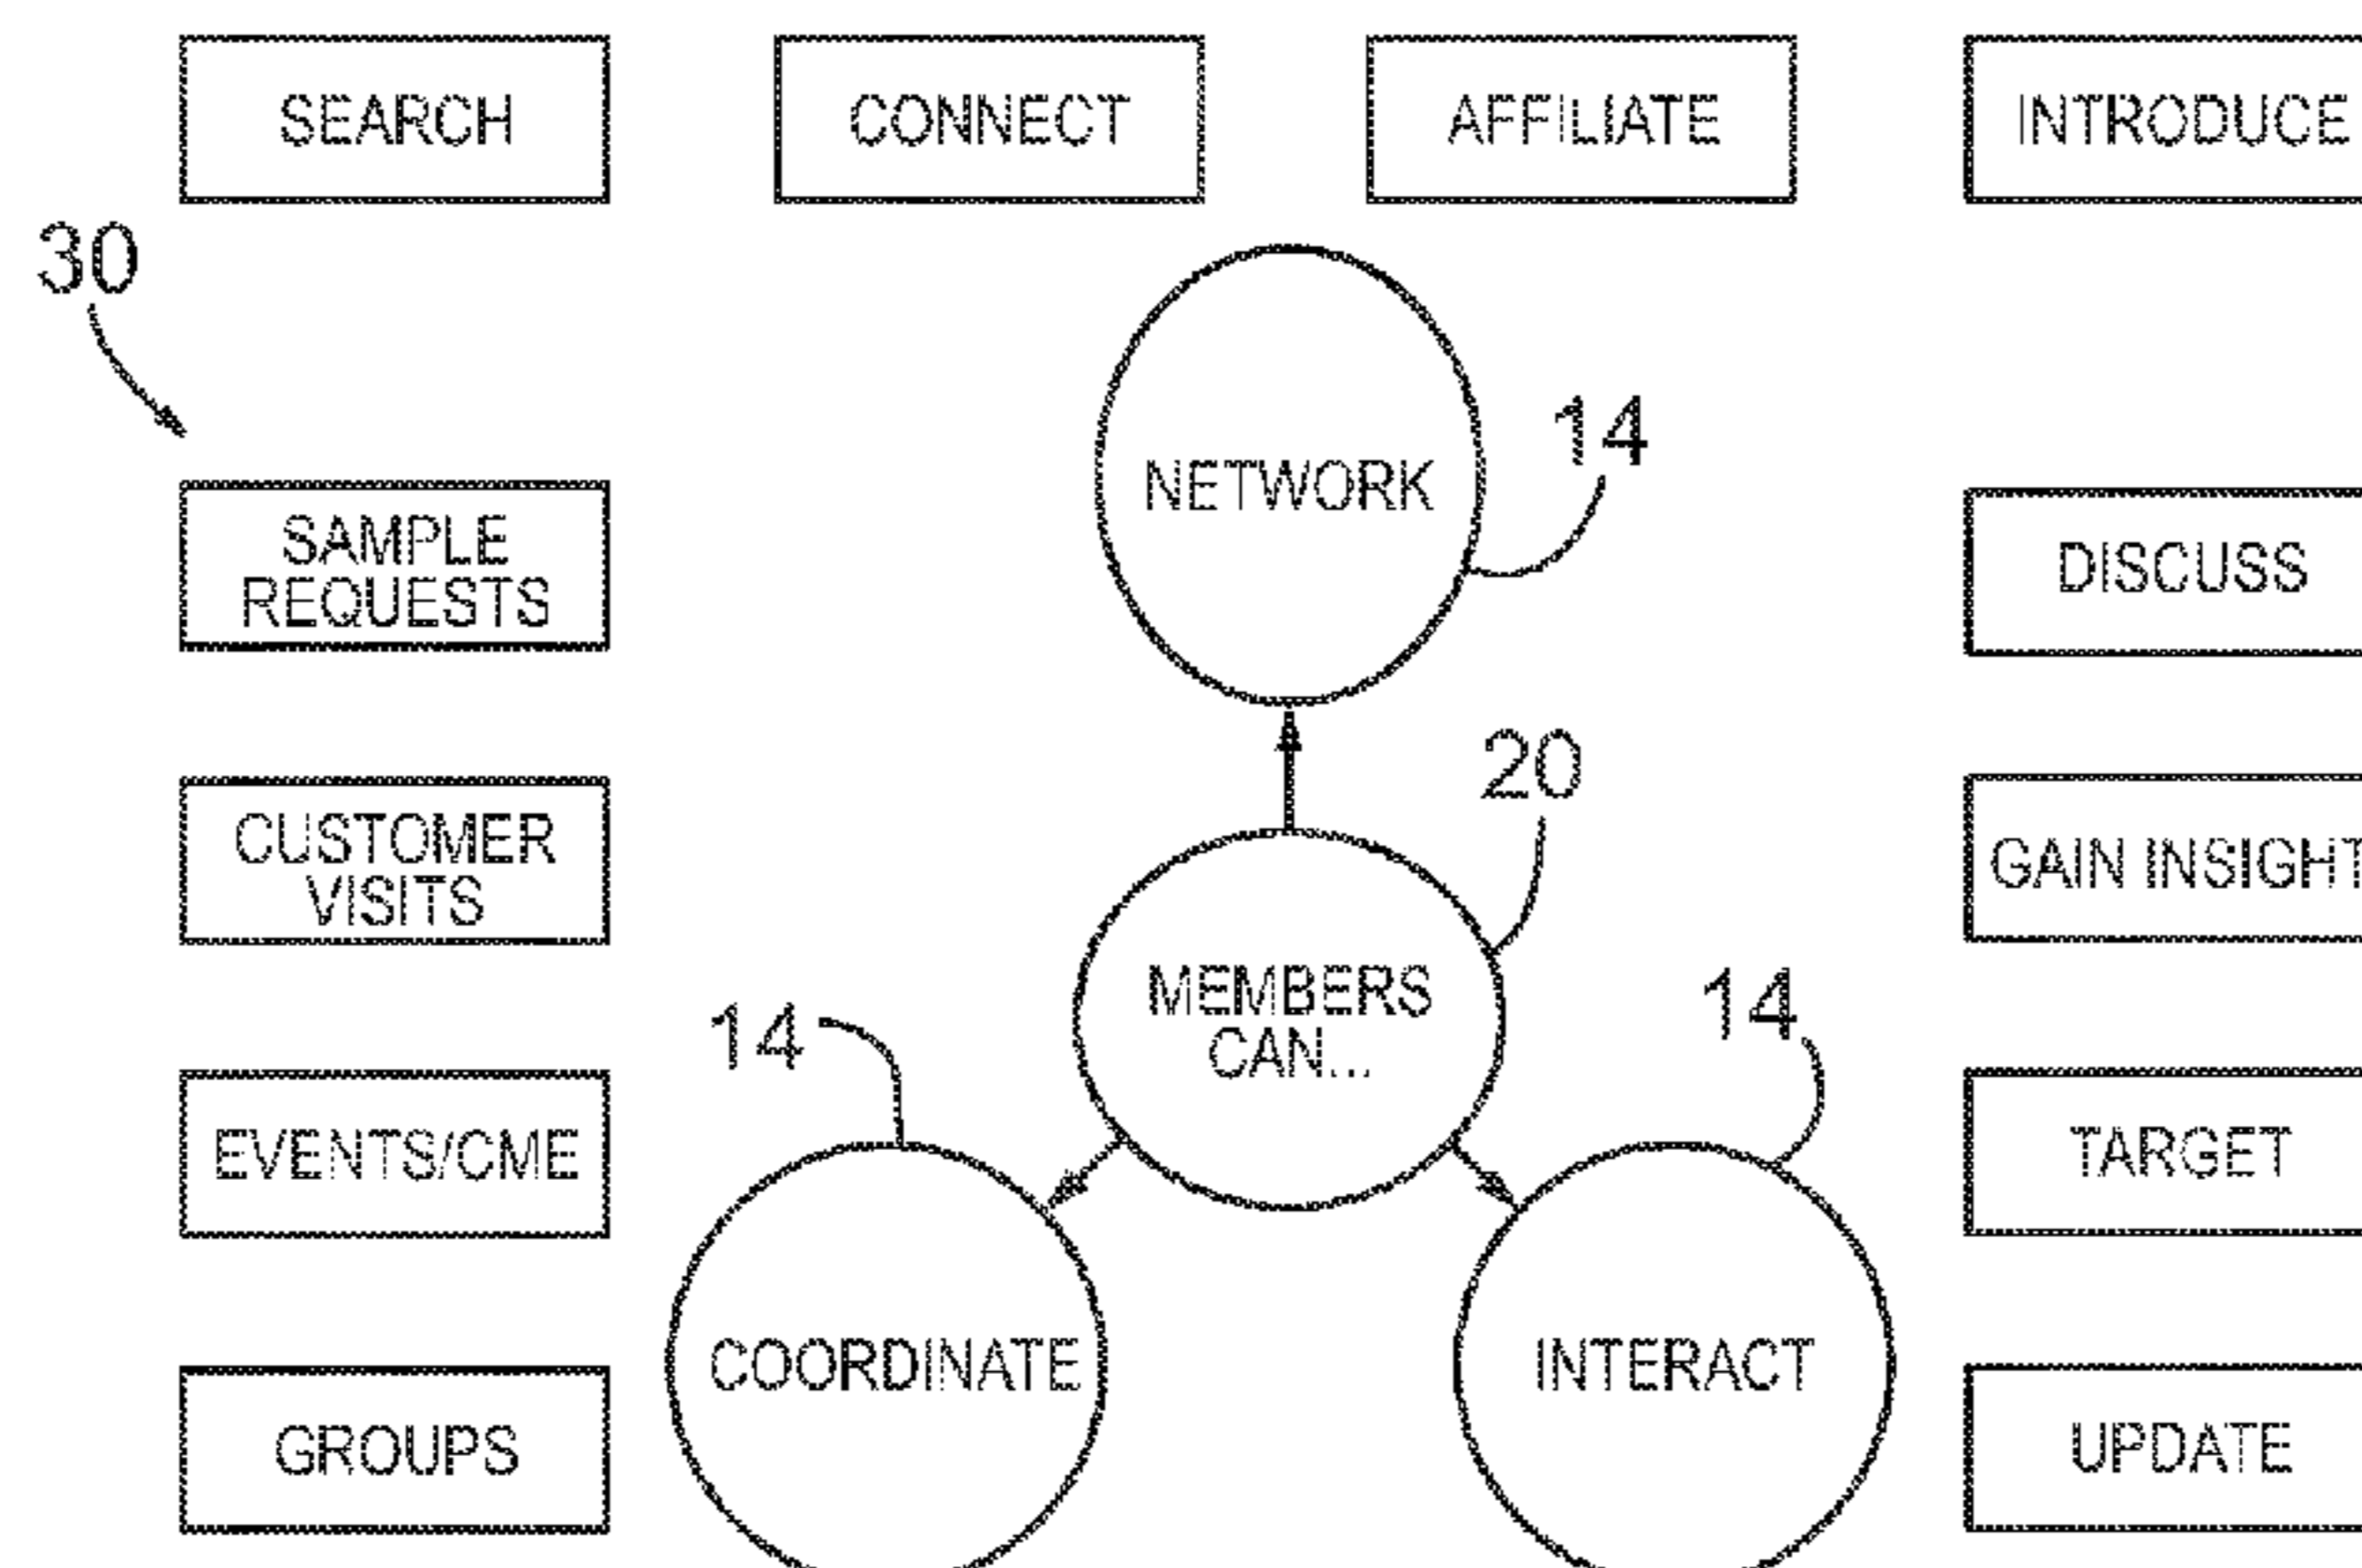 SEARCH
CONNECT
AFFILIATE
INTRODUCE
30
14
NETWORK
SAMPLE
REQUESTS
DISCUSS
20
CUSTOMER
VISITS
GAIN INSIGHT
MEMBERS
CAN...
14
14
EVENTS/CME
TARGET
COORDINATE
INTERACT
GROUPS
UPDATE